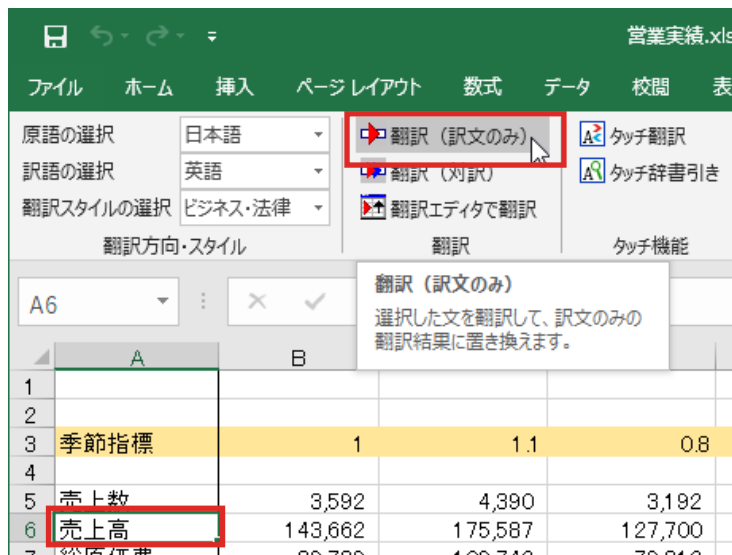 営業実績.xls
ファイル ホーム 挿入 ページ レイアウト 数式 データ 校閲 表
原語の選択 日本語 翻訳（訳文のみ） タッチ翻訳
訳語の選択 英語 翻訳（対訳） タッチ辞書引き
翻訳スタイルの選択 ビジネス・法律 翻訳エディタで翻訳
翻訳方向・スタイル 翻訳 タッチ機能
翻訳（訳文のみ）
選択した文を翻訳して、訳文のみの
翻訳結果に置き換えます。
A6
A B
1
2
3 季節指標 1 1.1 0.8
4
5 売上数 3,592 4,390 3,192
6 売上高 143,662 175,587 127,700